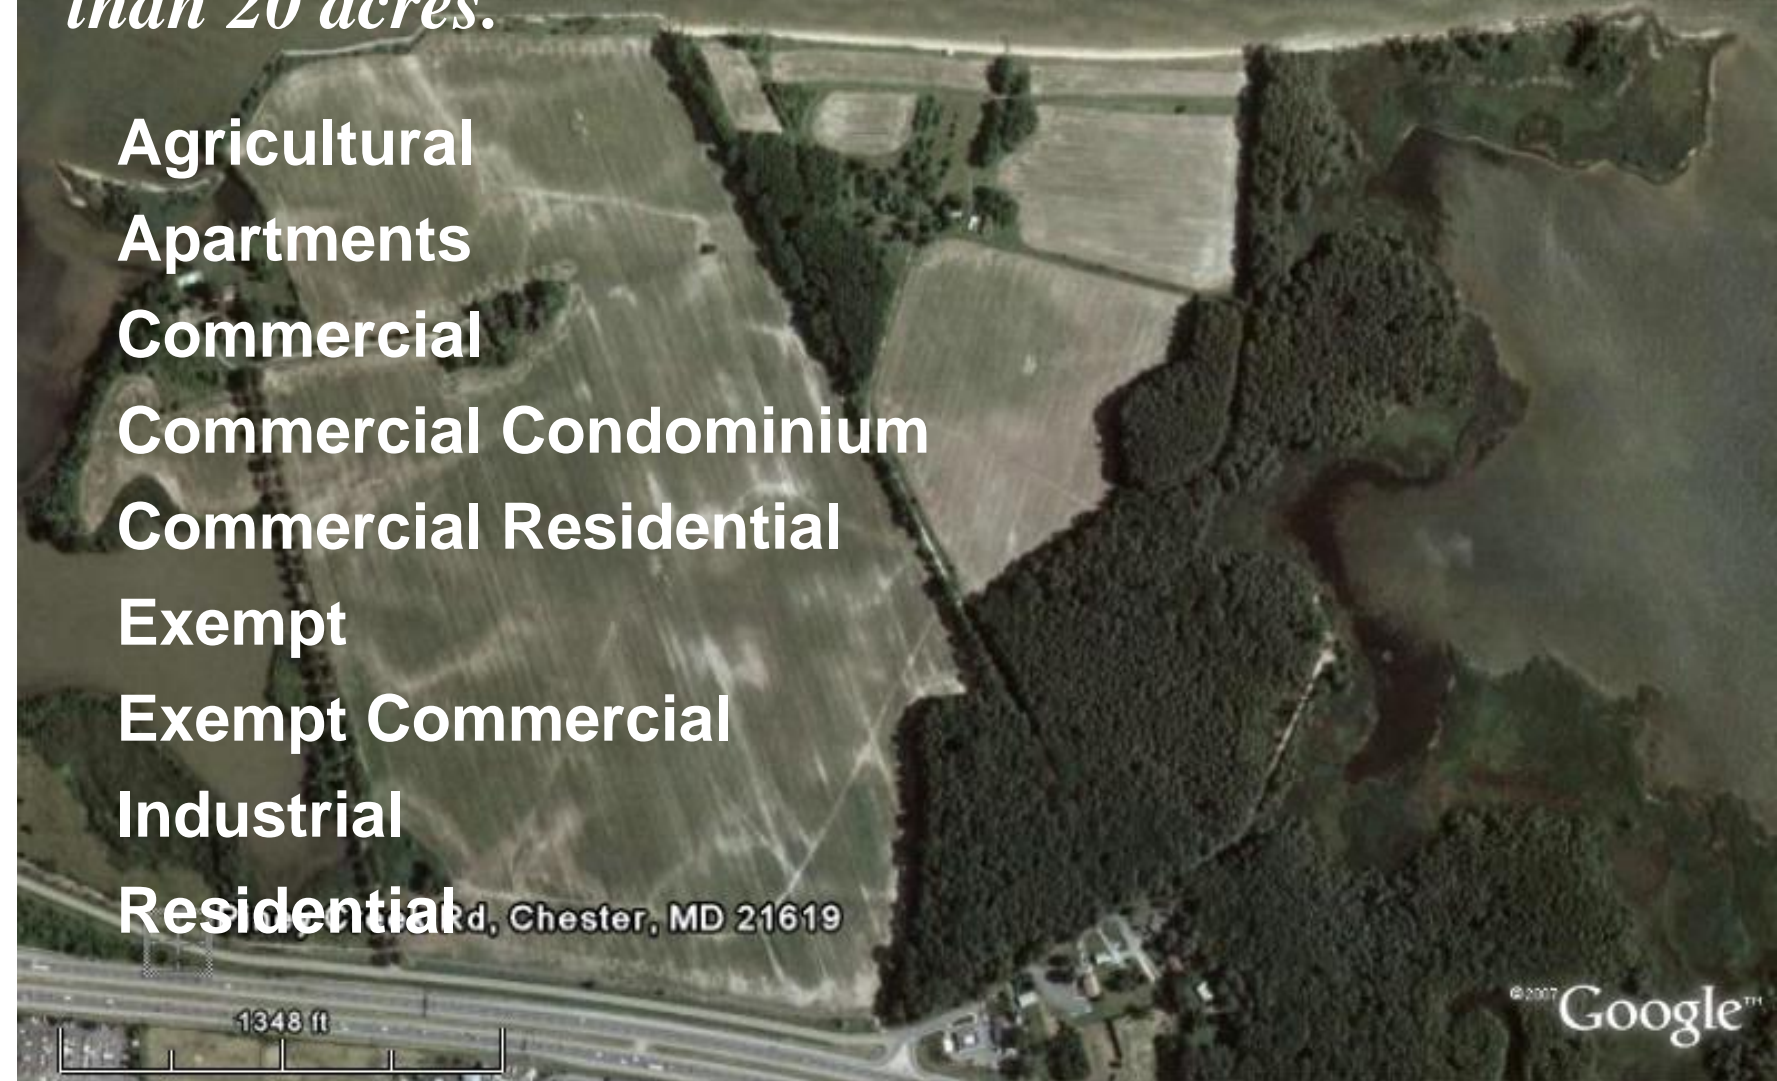 than 20 acres.
Agricultural
Apartments
Commercial
Commercial Condominium
Commercial Residential
Exempt
Exempt Commercial
Industrial
Residential
Rd, Chester, MD 21619
1348 ft
©2007 Google™